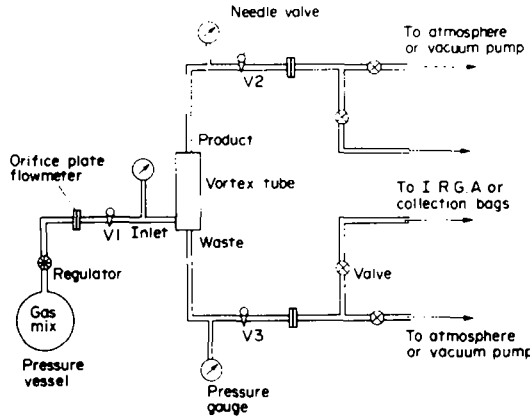 Needle valve
To atmosphere
or vacuum pump
V2
Product
Orifice plate
flowmeter
Vortex tube
To I R G.A or
collection bags
V1
Inlet
Waste
Regulator
Valve
Gas
mix
V3
To atmosphere
or vacuum pump
Pressure
vessel
Pressure
gauge